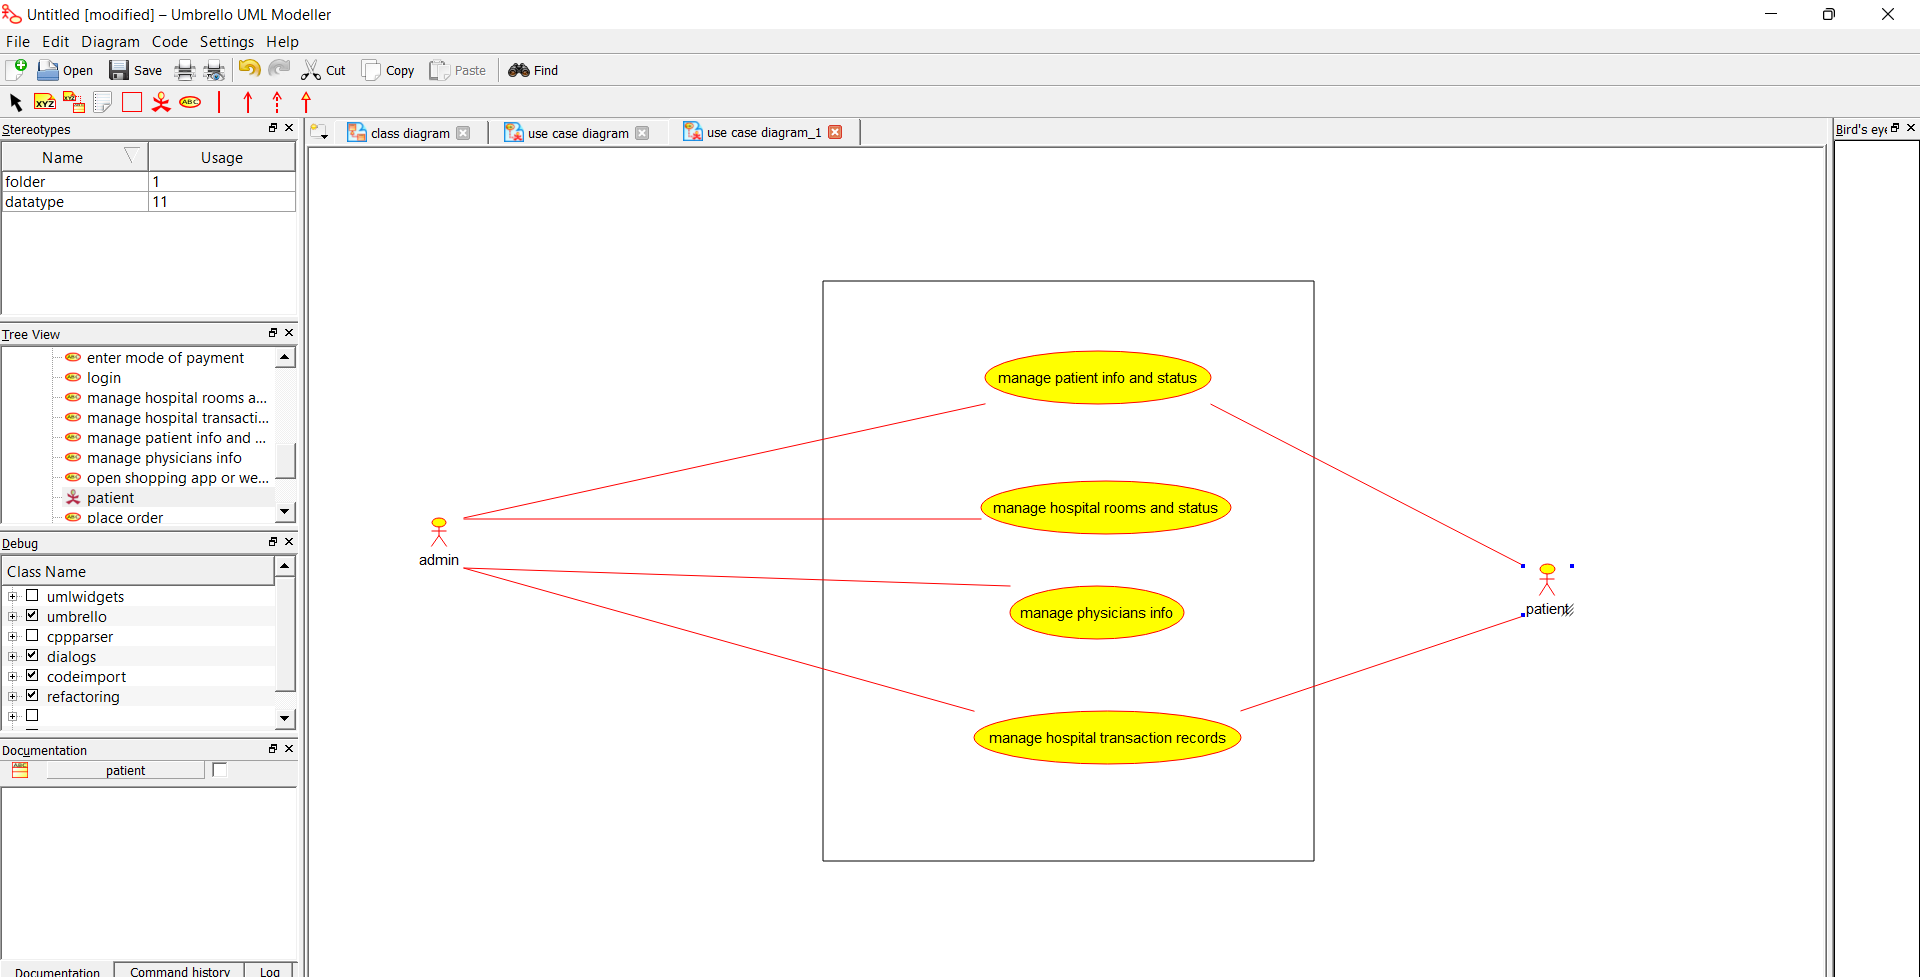 Untitled [modified] – Umbrello UML Modeller
File Edit Diagram Code Settings Help
Open Save Cut Copy Paste Find
XYZ XYZ ABC
Stereotypes
Name Usage
folder 1
datatype 11
Tree View
enter mode of payment
login
manage hospital rooms a...
manage hospital transacti...
manage patient info and ...
manage physicians info
open shopping app or we...
patient
place order
Debug
Class Name
umlwidgets
umbrello
cppparser
dialogs
codeimport
refactoring
Documentation
patient
Documentation Command history Log
class diagram use case diagram use case diagram_1
manage patient info and status
manage hospital rooms and status
admin
manage physicians info
patient
manage hospital transaction records
Bird's eye